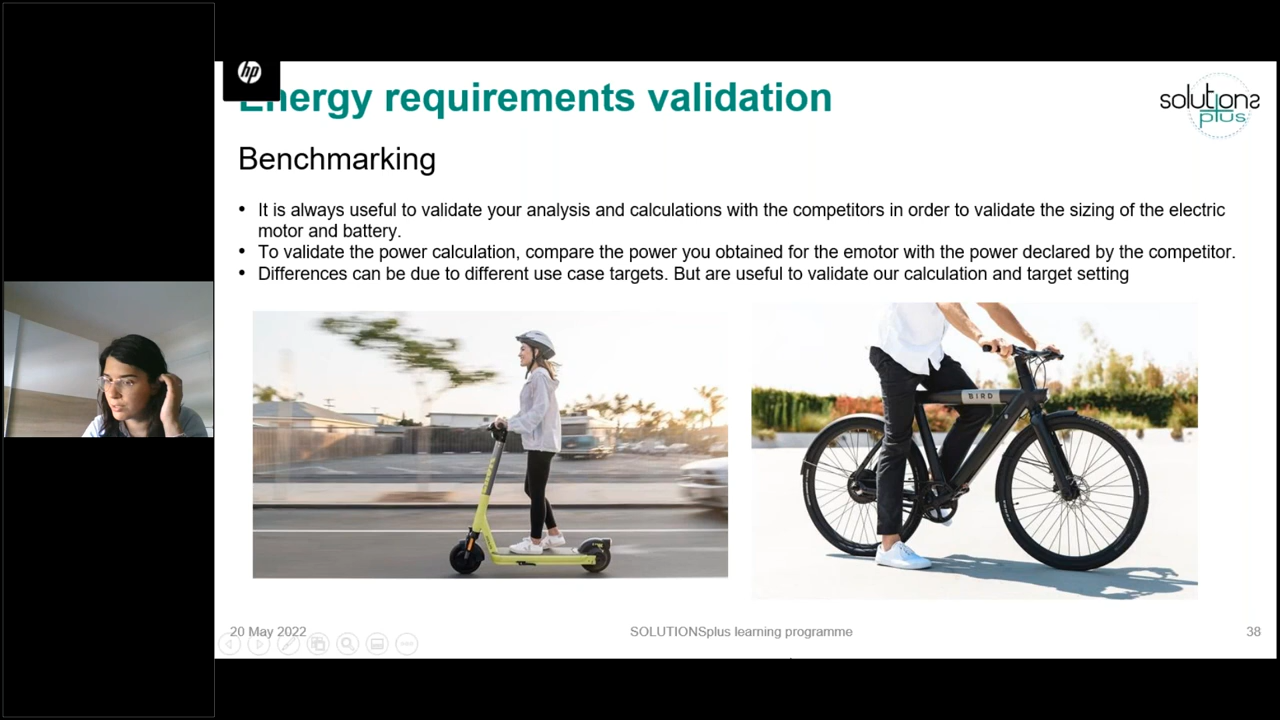 hp
Energy requirements validation
solutions
plus
Benchmarking
• It is always useful to validate your analysis and calculations with the competitors in order to validate the sizing of the electric
motor and battery.
• To validate the power calculation, compare the power you obtained for the emotor with the power declared by the competitor.
• Differences can be due to different use case targets. But are useful to validate our calculation and target setting
BIRD
20 May 2022
SOLUTIONSplus learning programme
38